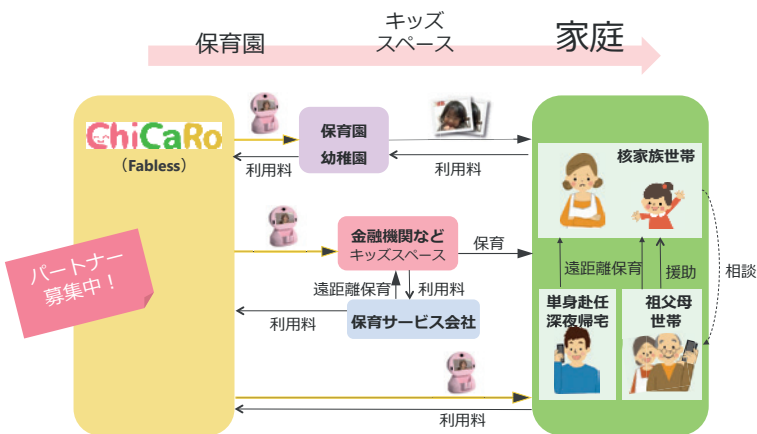 保育園
キッズ
スペース
家庭
ChiCaRo
（Fabless）
パートナー
募集中！
保育園
幼稚園
利用料
利用料
金融機関など
キッズスペース
保育
遠距離保育
利用料
保育サービス会社
利用料
利用料
核家族世帯
遠距離保育
援助
相談
単身赴任
深夜帰宅
祖父母
世帯